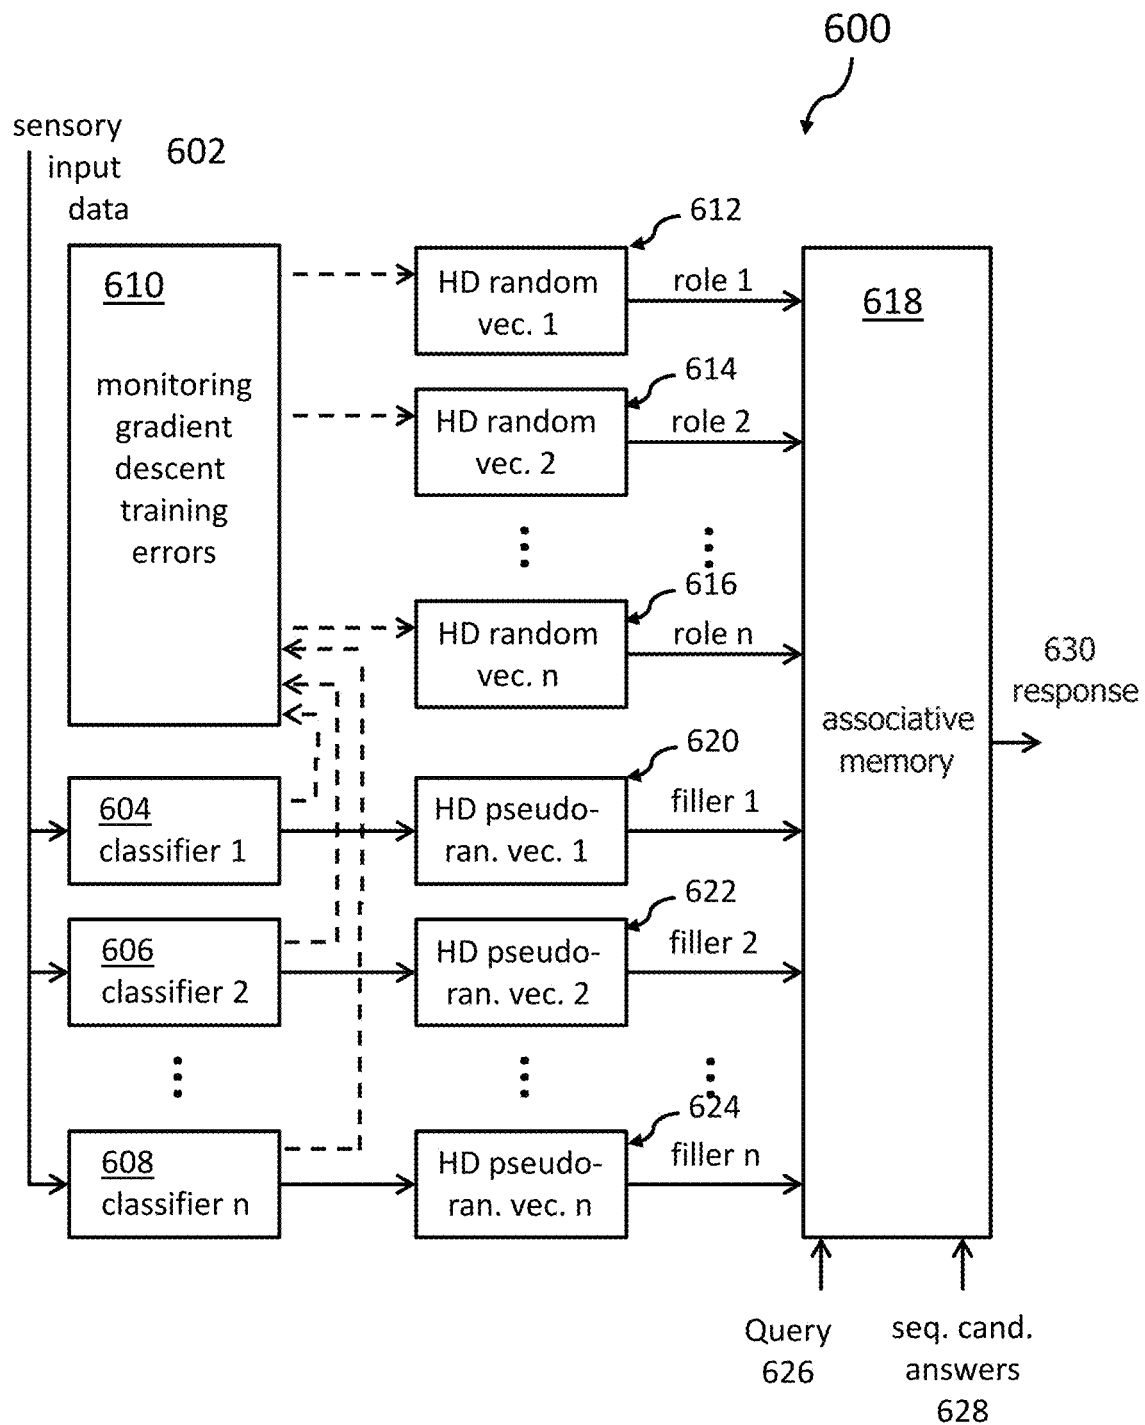 600
sensory
input
data
602
610
monitoring
gradient
descent
training
errors
612
HD random
vec. 1
role 1
614
HD random
vec. 2
role 2
616
HD random
vec. n
role n
618
associative
memory
630
response
604
classifier 1
620
HD pseudo-
ran. vec. 1
filler 1
606
classifier 2
622
HD pseudo-
ran. vec. 2
filler 2
608
classifier n
624
HD pseudo-
ran. vec. n
filler n
Query
626
seq. cand.
answers
628